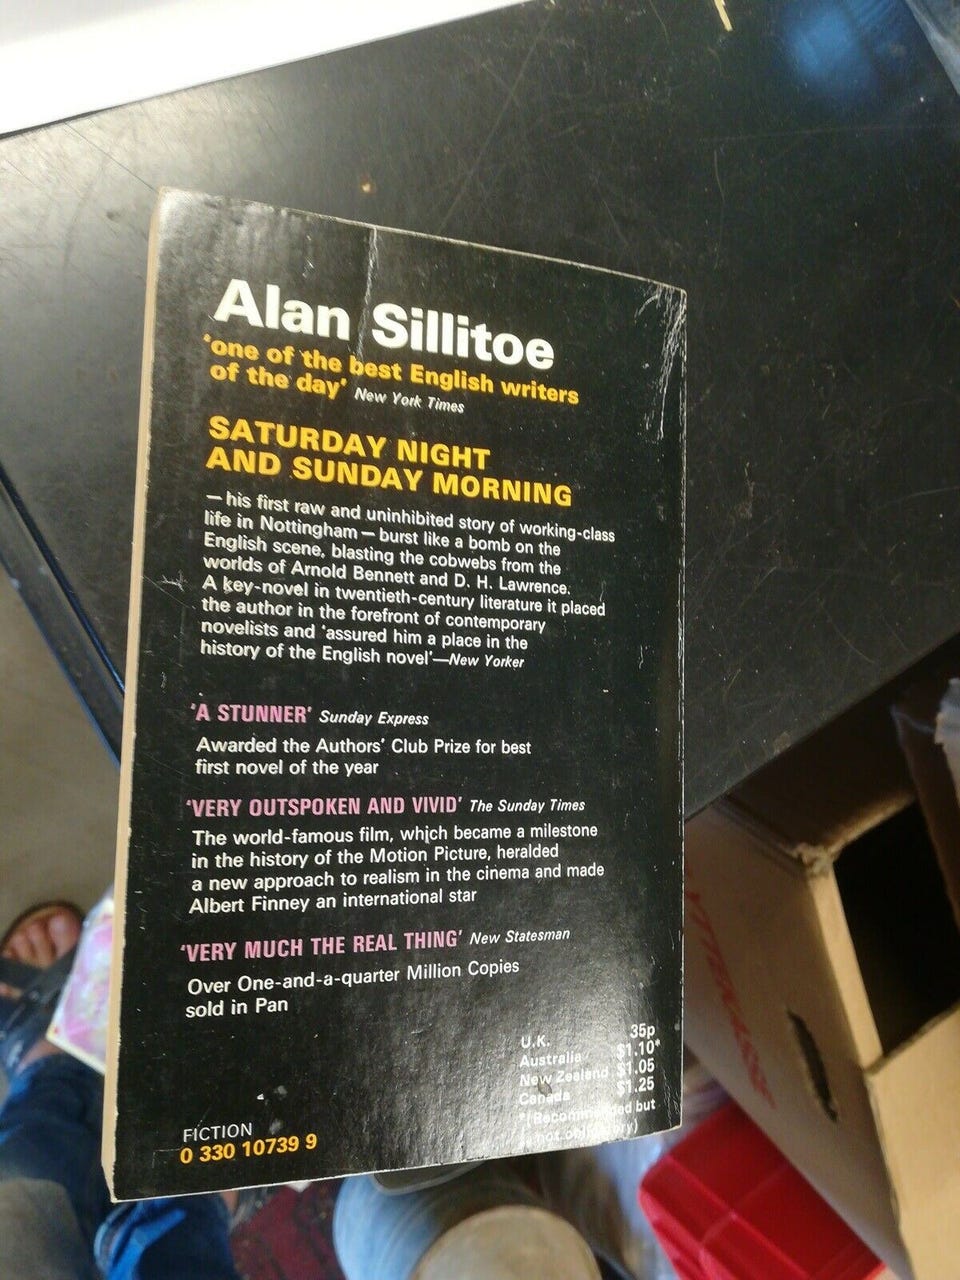 Alan Sillitoe
'one of the best English writers
of the day' New York Times
SATURDAY NIGHT
AND SUNDAY MORNING
— his first raw and uninhibited story of working-class
life in Nottingham — burst like a bomb on the
English scene, blasting the cobwebs from the
worlds of Arnold Bennett and D. H. Lawrence.
A key-novel in twentieth-century literature it placed
the author in the forefront of contemporary
novelists and 'assured him a place in the
history of the English novel'—New Yorker
'A STUNNER' Sunday Express
Awarded the Authors' Club Prize for best
first novel of the year
'VERY OUTSPOKEN AND VIVID' The Sunday Times
The world-famous film, which became a milestone
in the history of the Motion Picture, heralded
a new approach to realism in the cinema and made
Albert Finney an international star
'VERY MUCH THE REAL THING' New Statesman
Over One-and-a-quarter Million Copies
sold in Pan
U.K. 35p
Australia $1.10*
New Zealand $1.05
Canada $1.25
*(Recommended but
not obligatory)
FICTION
0 330 10739 9